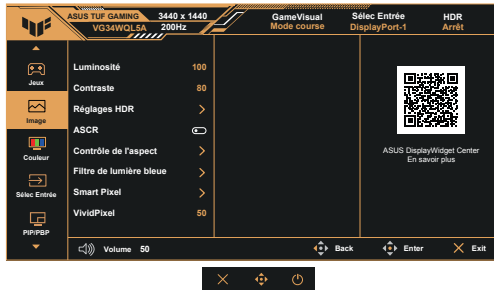 ASUS TUF GAMING 3440 x 1440
VG34WQL5A 200Hz
GameVisual
Mode course
Sélec Entrée
DisplayPort-1
HDR
Arrêt
Jeux
Image
Couleur
Sélec Entrée
PIP/PBP
Luminosité 100
Contraste 80
Réglages HDR
ASCR
Contrôle de l'aspect
Filtre de lumière bleue
Smart Pixel
VividPixel 50
ASUS DisplayWidget Center
En savoir plus
Volume 50
Back
Enter
Exit